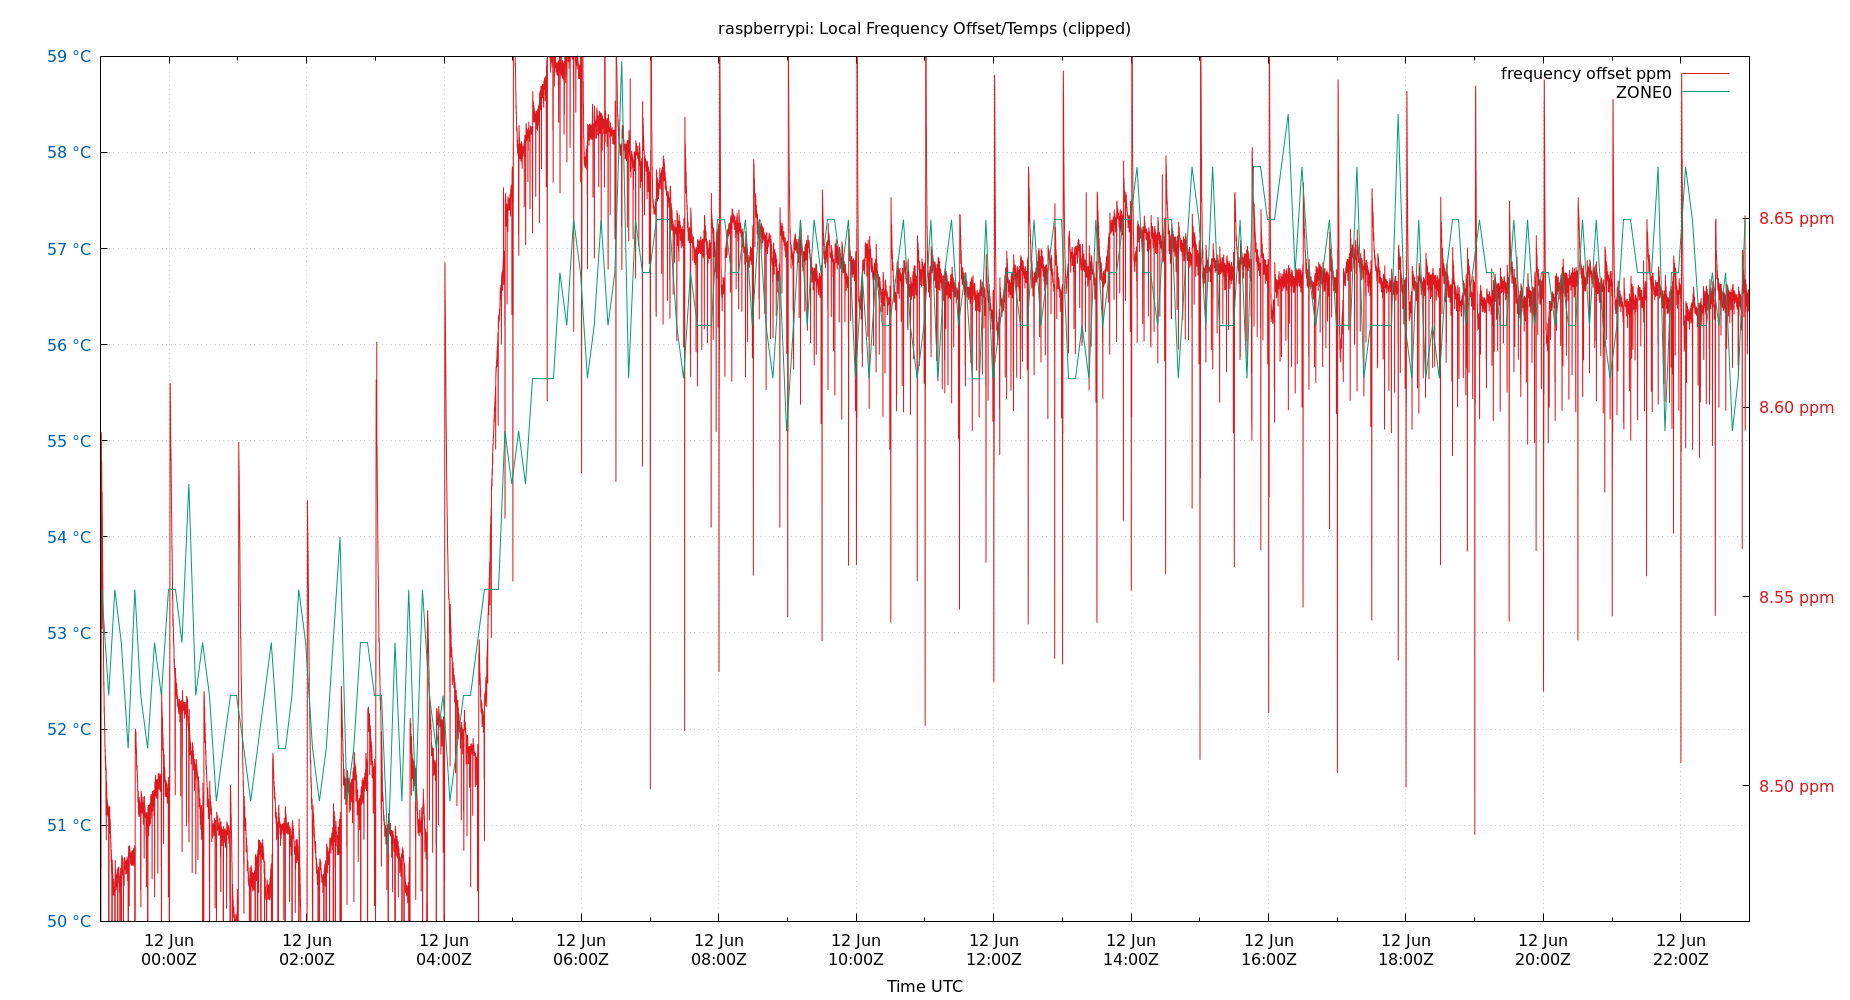 raspberrypi: Local Frequency Offset/Temps (clipped)
59 °C
58 °C
57 °C
56 °C
55 °C
54 °C
53 °C
52 °C
51 °C
50 °C
frequency offset ppm
ZONE0
8.65 ppm
8.60 ppm
8.55 ppm
8.50 ppm
12 Jun 12 Jun 12 Jun 12 Jun 12 Jun 12 Jun 12 Jun 12 Jun 12 Jun 12 Jun 12 Jun 12 Jun
00:00Z 02:00Z 04:00Z 06:00Z 08:00Z 10:00Z 12:00Z 14:00Z 16:00Z 18:00Z 20:00Z 22:00Z
Time UTC